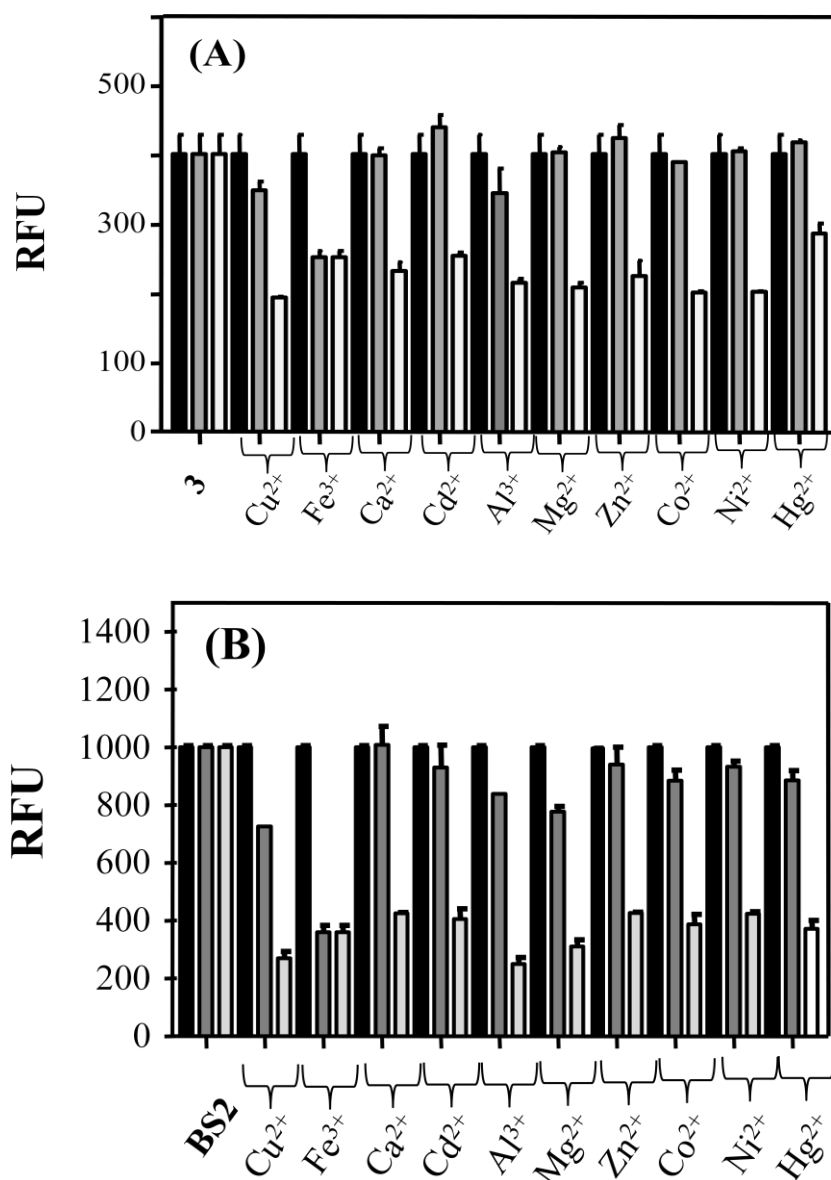 (A)
500
300
100
0
RFU
3 Cu²⁺ Fe³⁺ Ca²⁺ Cd²⁺ Al³⁺ Mg²⁺ Zn²⁺ Co²⁺ Ni²⁺ Hg²⁺
(B)
1400
1200
1000
800
600
400
200
0
RFU
BS2 Cu²⁺ Fe³⁺ Ca²⁺ Cd²⁺ Al³⁺ Mg²⁺ Zn²⁺ Co²⁺ Ni²⁺ Hg²⁺